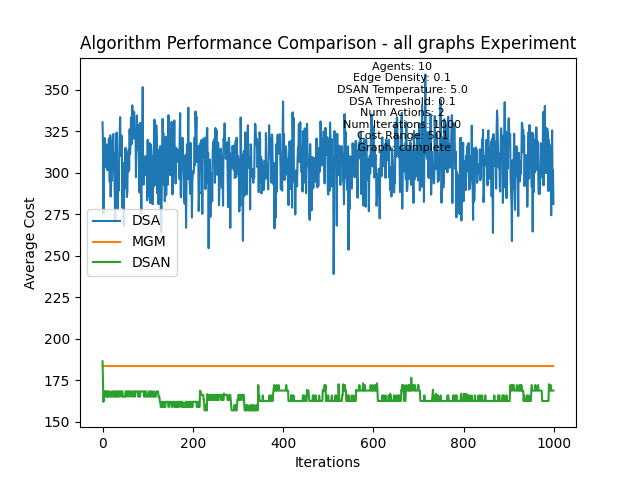 Algorithm Performance Comparison - all graphs Experiment
Agents: 10
Edge Density: 0.1
DSAN Temperature: 5.0
DSA Threshold: 0.1
Num Actions: 2
Num Iterations: 1000
Cost Range: 501
Graph: complete
350
325
300
275
250
225
200
175
150
Average Cost
DSA
MGM
DSAN
0
200
400
600
800
1000
Iterations